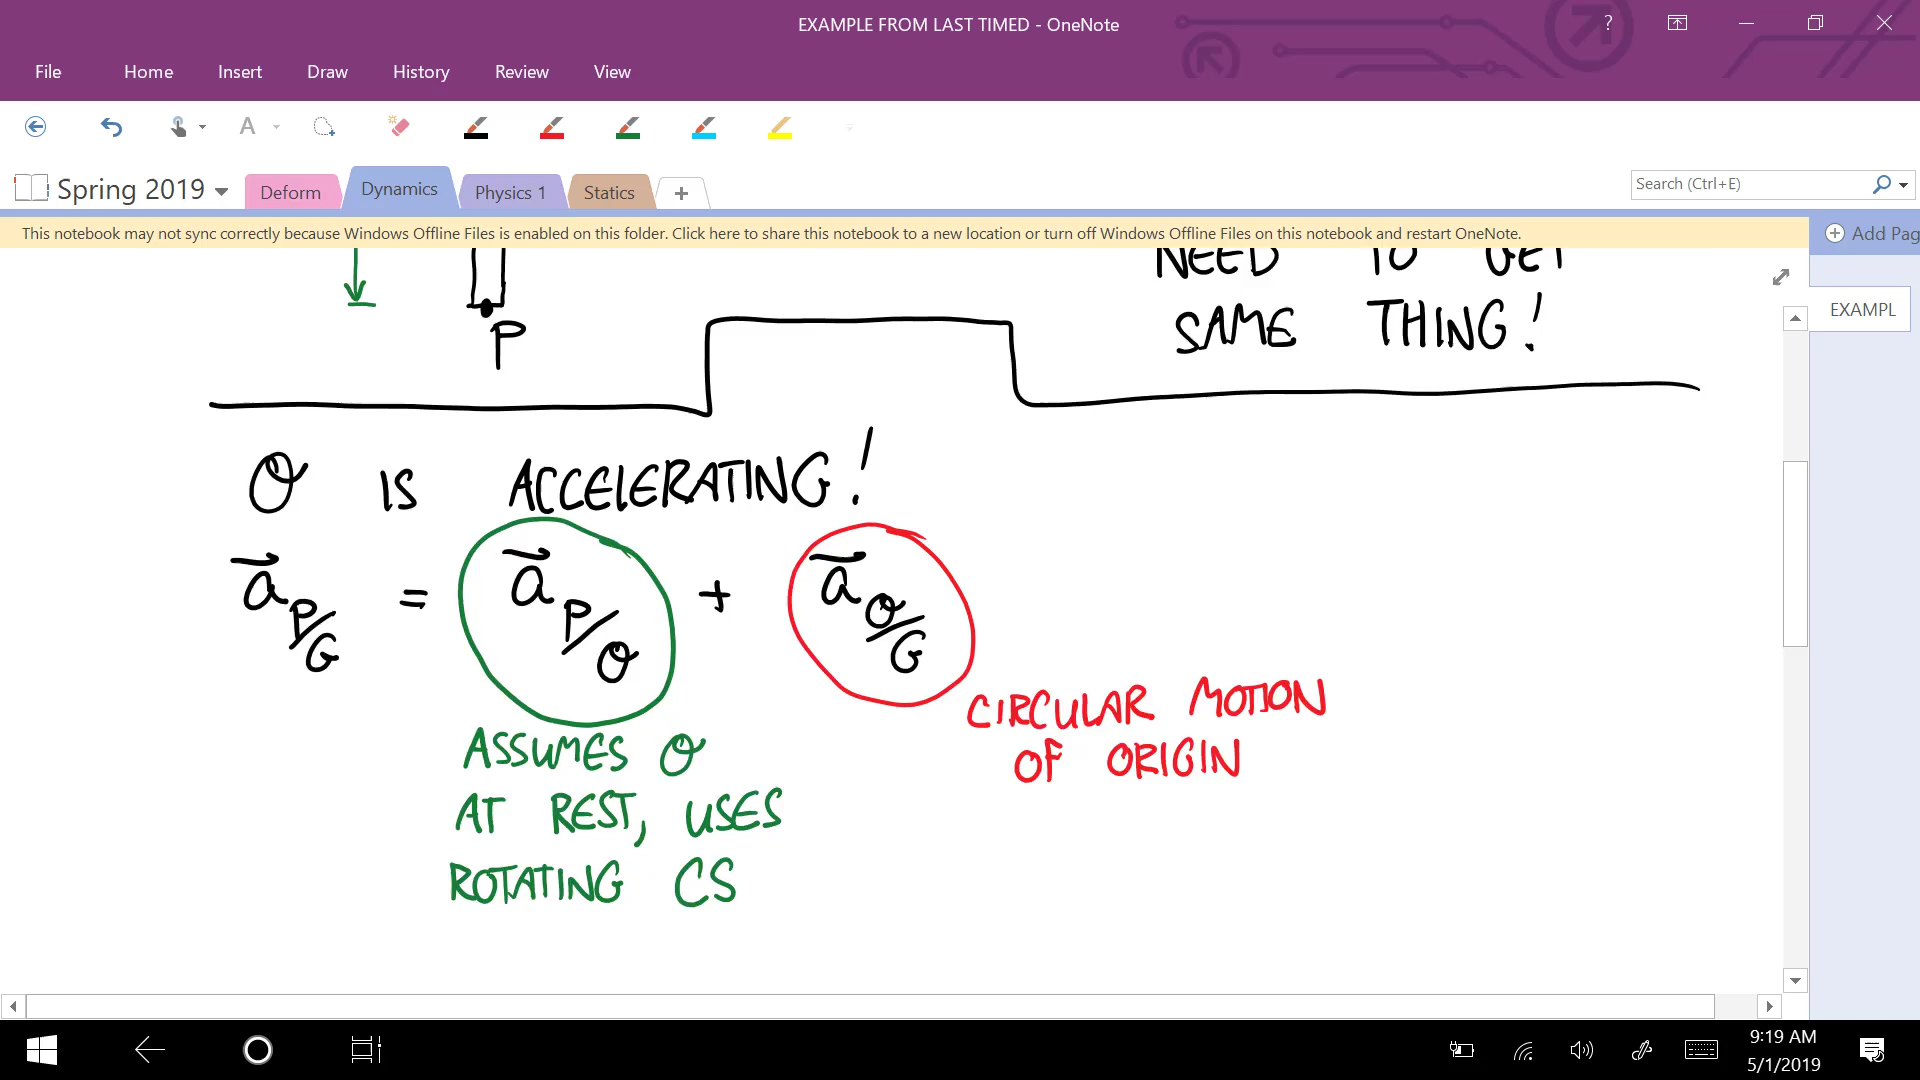 EXAMPLE FROM LAST TIMED - OneNote
?
File Home Insert Draw History Review View
A
Spring 2019 Deform Dynamics Physics 1 Statics +
Search (Ctrl+E)
This notebook may not sync correctly because Windows Offline Files is enabled on this folder. Click here to share this notebook to a new location or turn off Windows Offline Files on this notebook and restart OneNote.
Add Pag
EXAMPL
NEED TO GET
SAME THING!
P
O IS ACCELERATING!
a P/G = a P/O + a O/G
CIRCULAR MOTION
OF ORIGIN
ASSUMES O
AT REST, USES
ROTATING CS
9:19 AM
5/1/2019